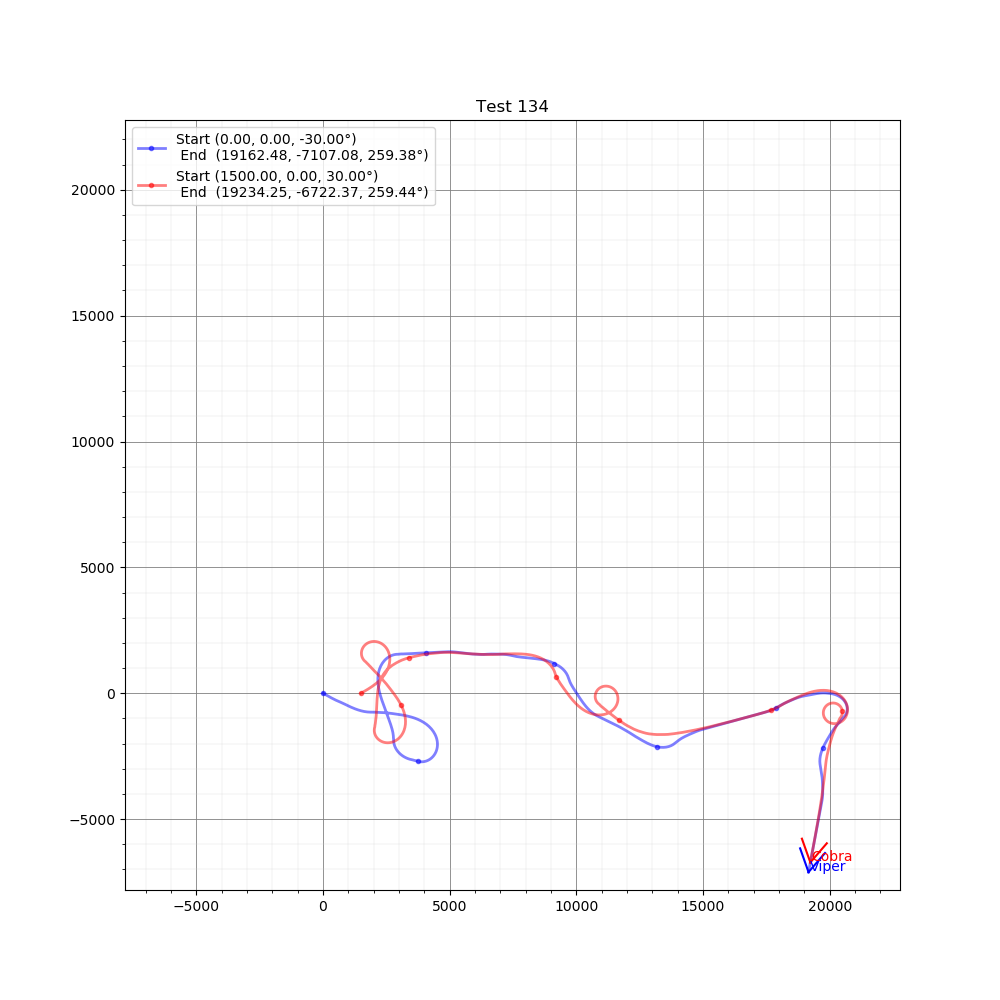 Test 134
Start (0.00, 0.00, -30.00°)
End (19162.48, -7107.08, 259.38°)
Start (1500.00, 0.00, 30.00°)
End (19234.25, -6722.37, 259.44°)
20000
15000
10000
5000
0
−5000
Cobra
Viper
−5000
0
5000
10000
15000
20000